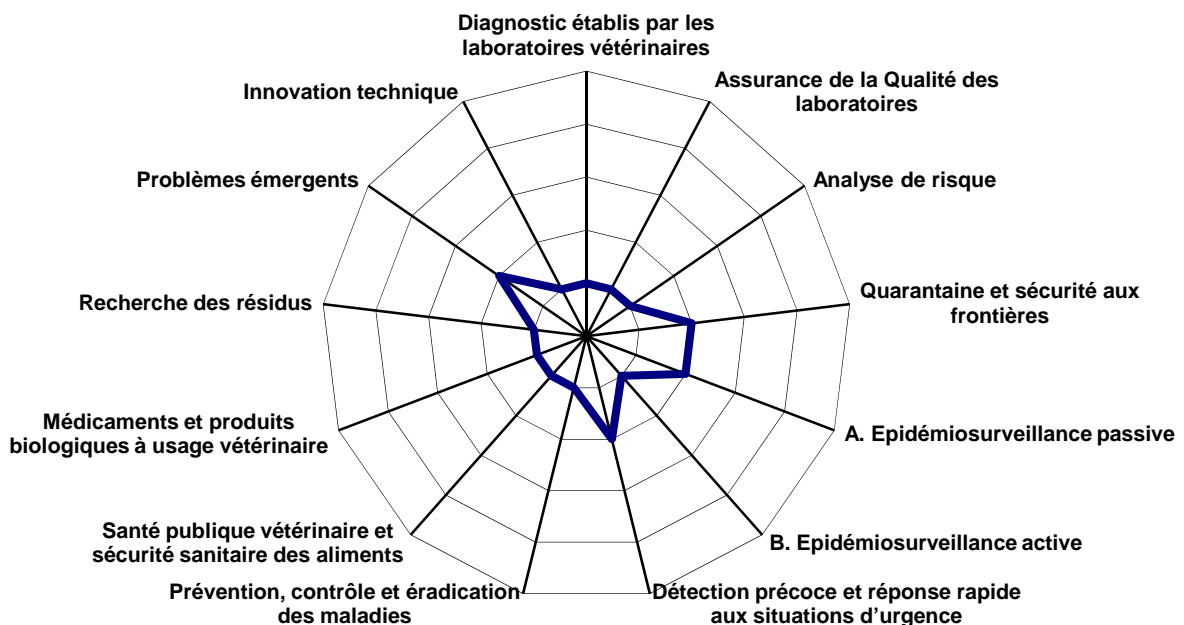 Diagnostic établis par les
laboratoires vétérinaires
Assurance de la Qualité des
laboratoires
Analyse de risque
Quarantaine et sécurité aux
frontières
A. Epidémiosurveillance passive
B. Epidémiosurveillance active
Détection précoce et réponse rapide
aux situations d’urgence
Prévention, contrôle et éradication
des maladies
Santé publique vétérinaire et
sécurité sanitaire des aliments
Médicaments et produits
biologiques à usage vétérinaire
Recherche des résidus
Problèmes émergents
Innovation technique